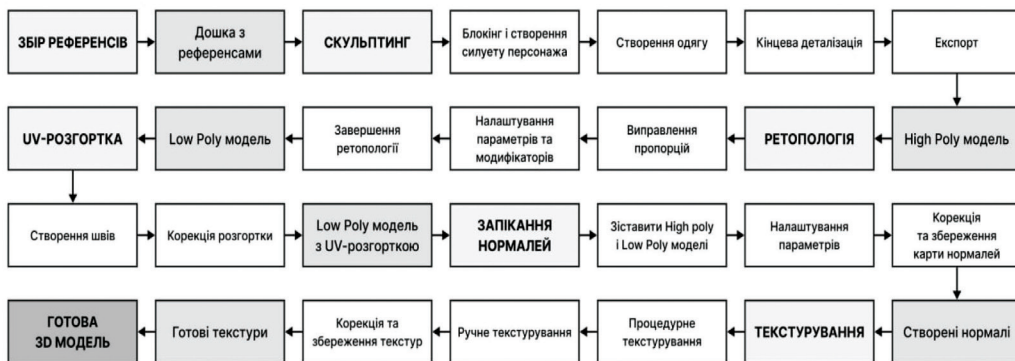 ЗБІР РЕФЕРЕНСІВ
Дошка з
референсами
СКУЛЬПТИНГ
Блокінг і створення
силуету персонажа
Створення одягу
Кінцева деталізація
Експорт
High Poly модель
РЕТОПОЛОГІЯ
Виправлення
пропорцій
Налаштування
параметрів та
модифікаторів
Завершення
ретопології
Low Poly модель
UV-РОЗГОРТКА
Створення швів
Корекція розгортки
Low Poly модель
з UV-розгорткою
ЗАПІКАННЯ
НОРМАЛЕЙ
Зіставити High poly
і Low Poly моделі
Налаштування
параметрів
Корекція
та збереження
карти нормалей
Створені нормалі
ТЕКСТУРУВАННЯ
Процедурне
текстурування
Ручне текстурування
Корекція та
збереження текстур
Готові текстури
ГОТОВА
3D МОДЕЛЬ